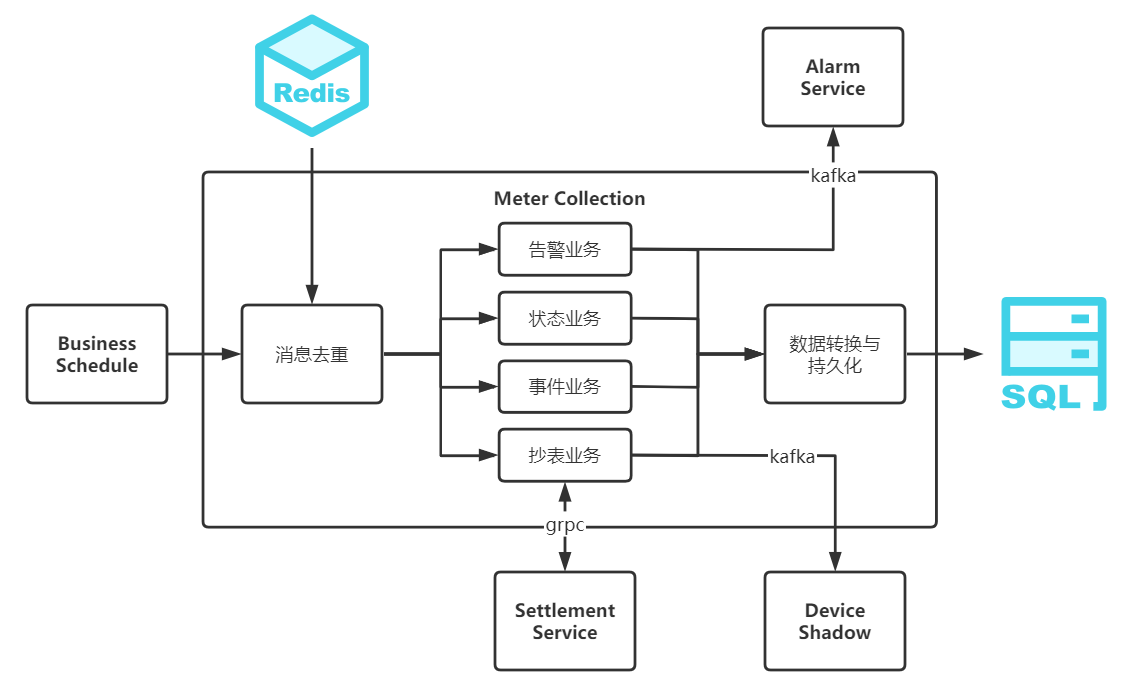 Redis
Alarm
Service
kafka
Meter Collection
告警业务
Business
Schedule
消息去重
状态业务
事件业务
抄表业务
数据转换与
持久化
SQL
kafka
grpc
Settlement
Service
Device
Shadow